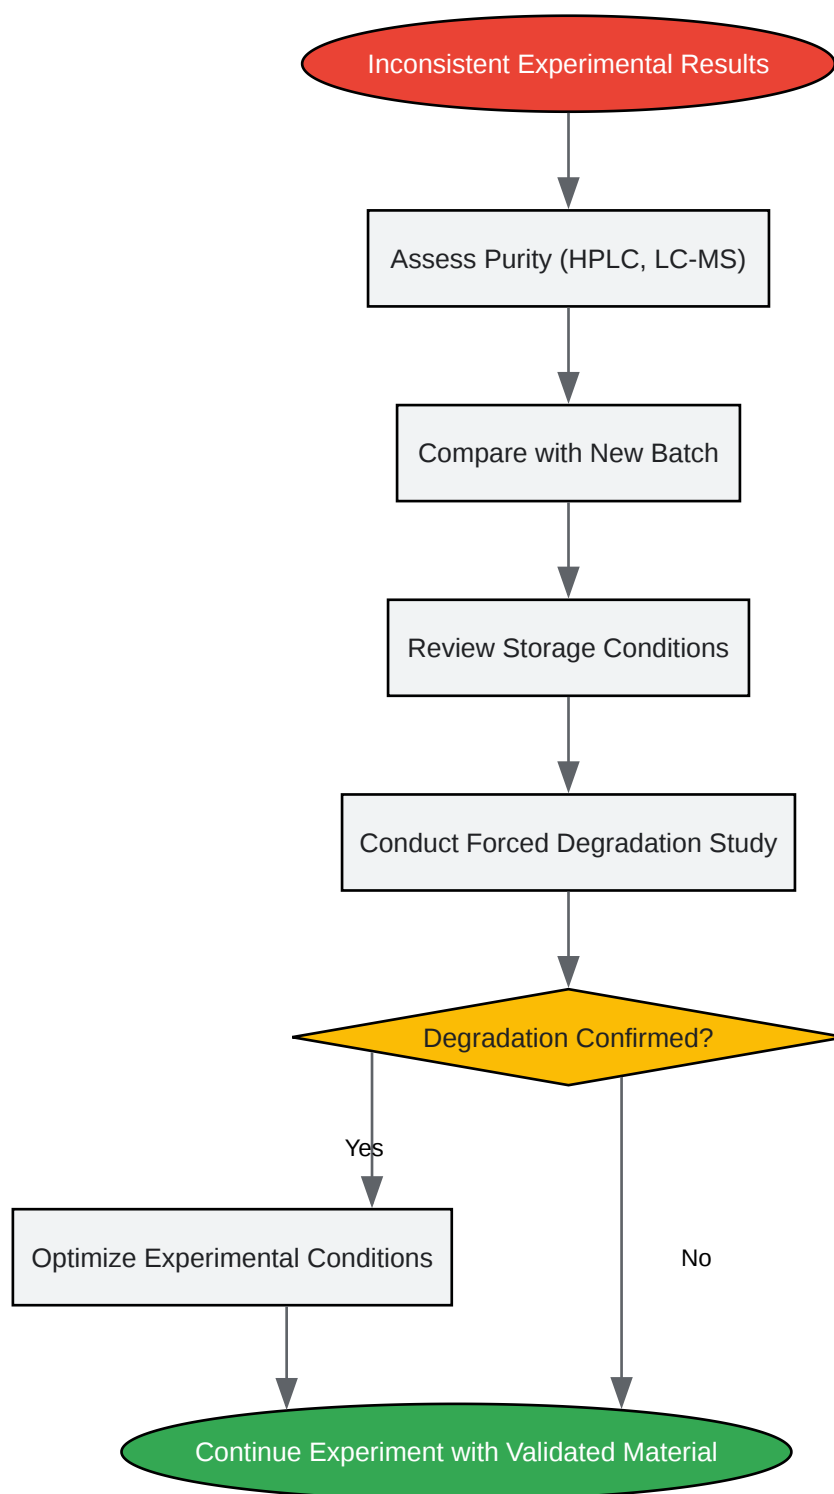 Inconsistent Experimental Results
Assess Purity (HPLC, LC-MS)
Compare with New Batch
Review Storage Conditions
Conduct Forced Degradation Study
Degradation Confirmed?
Yes
Optimize Experimental Conditions
No
Continue Experiment with Validated Material